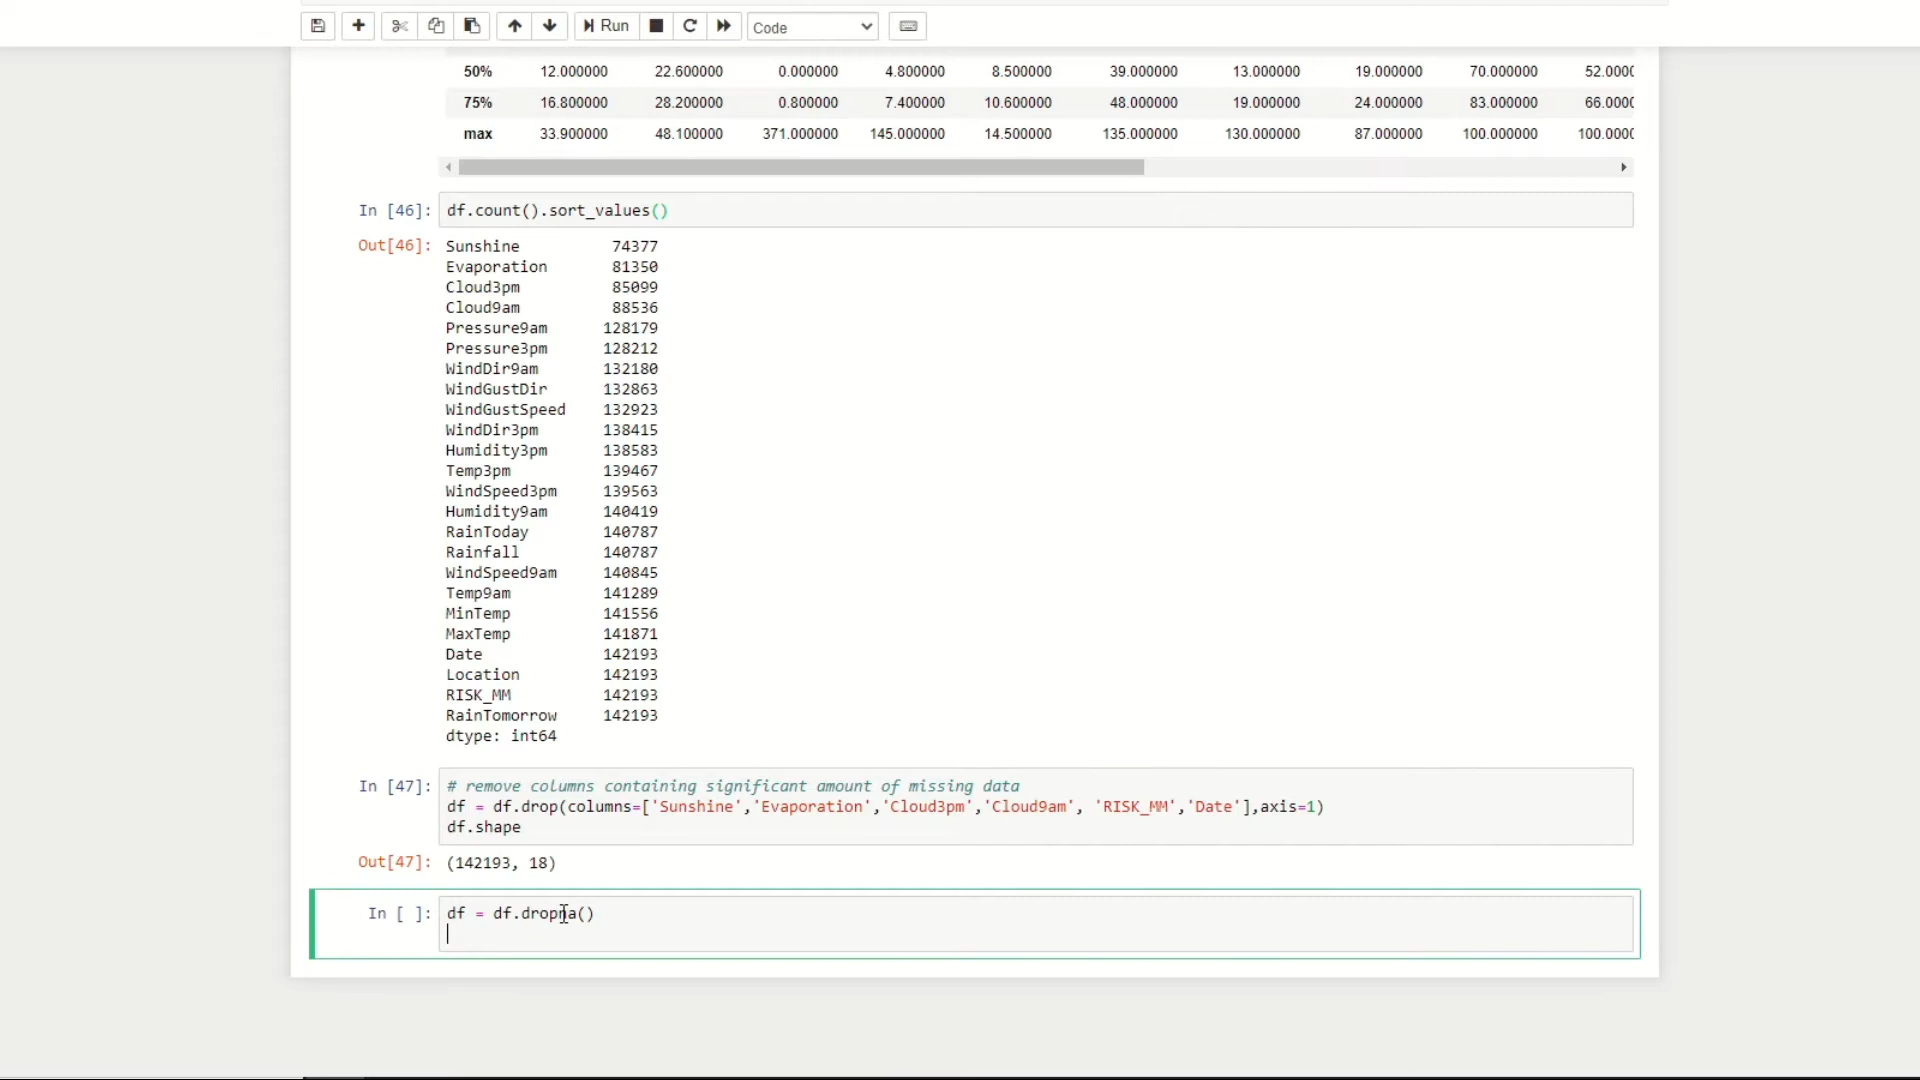 Run Code
50% 12.000000 22.600000 0.000000 4.800000 8.500000 39.000000 13.000000 19.000000 70.000000 52.0000
75% 16.800000 28.200000 0.800000 7.400000 10.600000 48.000000 19.000000 24.000000 83.000000 66.0000
max 33.900000 48.100000 371.000000 145.000000 14.500000 135.000000 130.000000 87.000000 100.000000 100.0000
In [46]: df.count().sort_values()
Out[46]: Sunshine 74377
Evaporation 81350
Cloud3pm 85099
Cloud9am 88536
Pressure9am 128179
Pressure3pm 128212
WindDir9am 132180
WindGustDir 132863
WindGustSpeed 132923
WindDir3pm 138415
Humidity3pm 138583
Temp3pm 139467
WindSpeed3pm 139563
Humidity9am 140419
RainToday 140787
Rainfall 140787
WindSpeed9am 140845
Temp9am 141289
MinTemp 141556
MaxTemp 141871
Date 142193
Location 142193
RISK_MM 142193
RainTomorrow 142193
dtype: int64
In [47]: # remove columns containing significant amount of missing data
df = df.drop(columns=['Sunshine','Evaporation','Cloud3pm','Cloud9am', 'RISK_MM','Date'],axis=1)
df.shape
Out[47]: (142193, 18)
In [ ]: df = df.dropna()